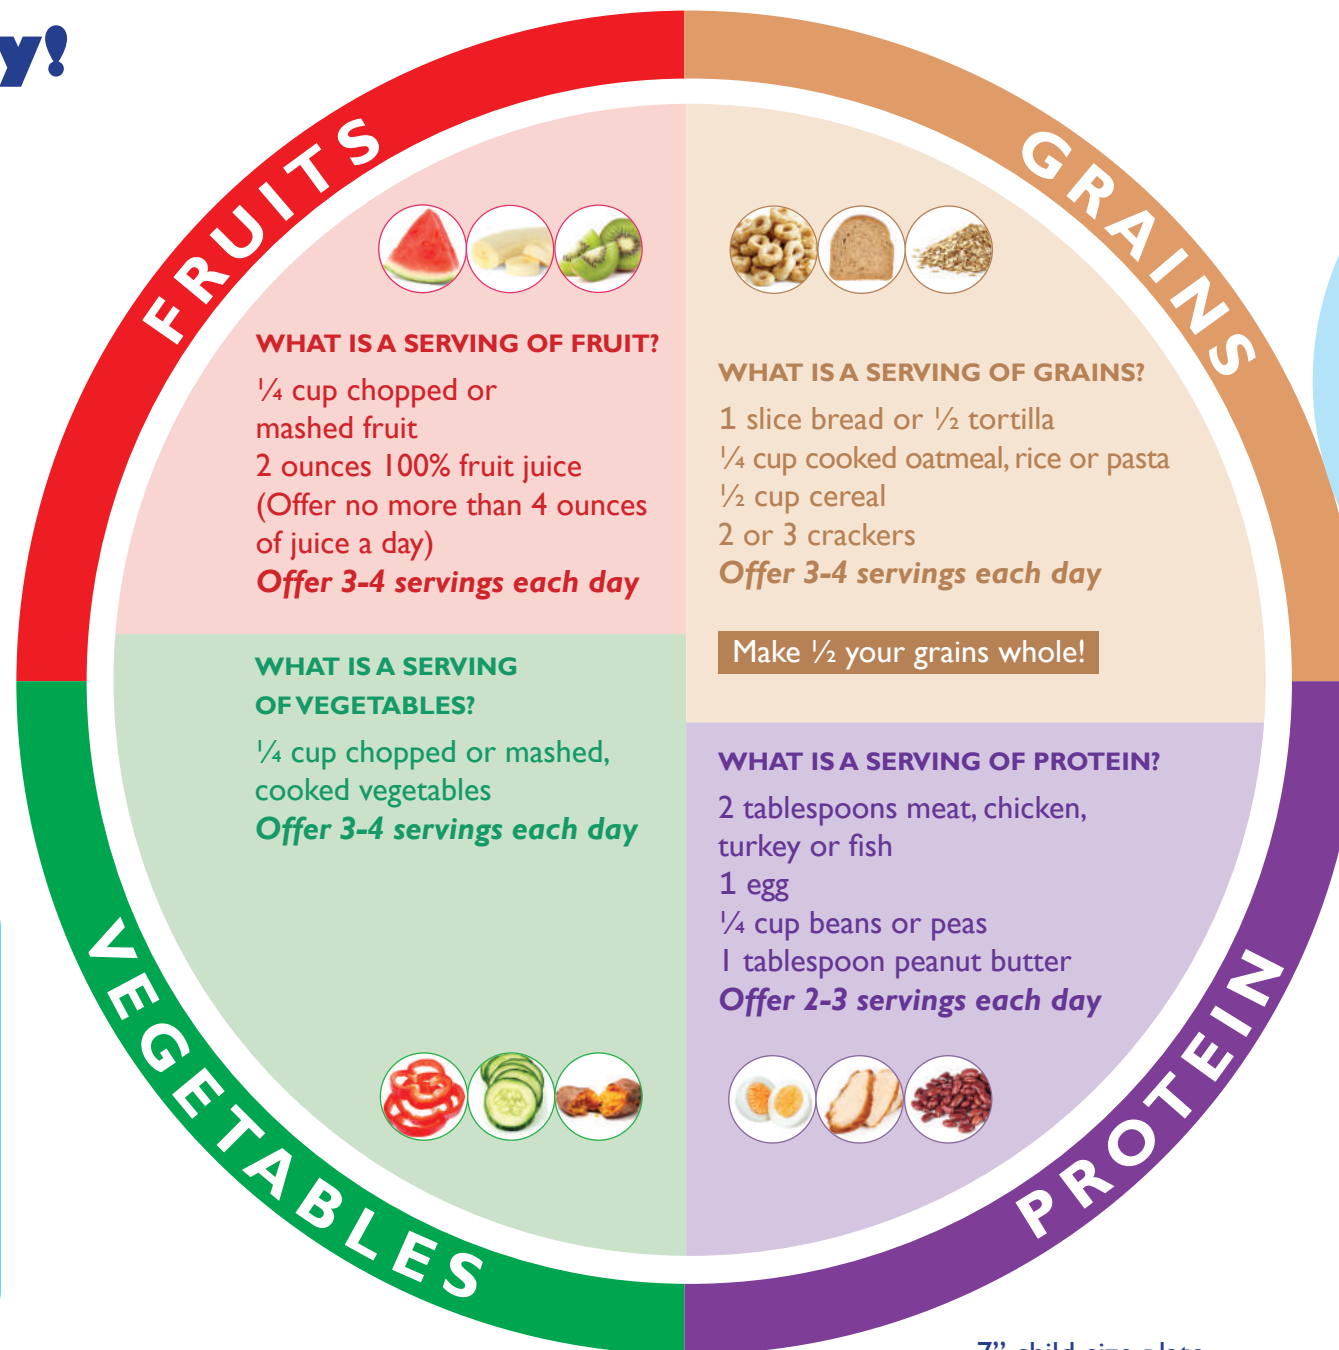 y!
FRUITS
GRAINS
WHAT IS A SERVING OF FRUIT?
¼ cup chopped or
mashed fruit
2 ounces 100% fruit juice
(Offer no more than 4 ounces
of juice a day)
Offer 3-4 servings each day
WHAT IS A SERVING OF GRAINS?
1 slice bread or ½ tortilla
¼ cup cooked oatmeal, rice or pasta
½ cup cereal
2 or 3 crackers
Offer 3-4 servings each day
Make ½ your grains whole!
WHAT IS A SERVING
OF VEGETABLES?
¼ cup chopped or mashed,
cooked vegetables
Offer 3-4 servings each day
WHAT IS A SERVING OF PROTEIN?
2 tablespoons meat, chicken,
turkey or fish
1 egg
¼ cup beans or peas
1 tablespoon peanut butter
Offer 2-3 servings each day
VEGETABLES
PROTEIN
7” child size plate